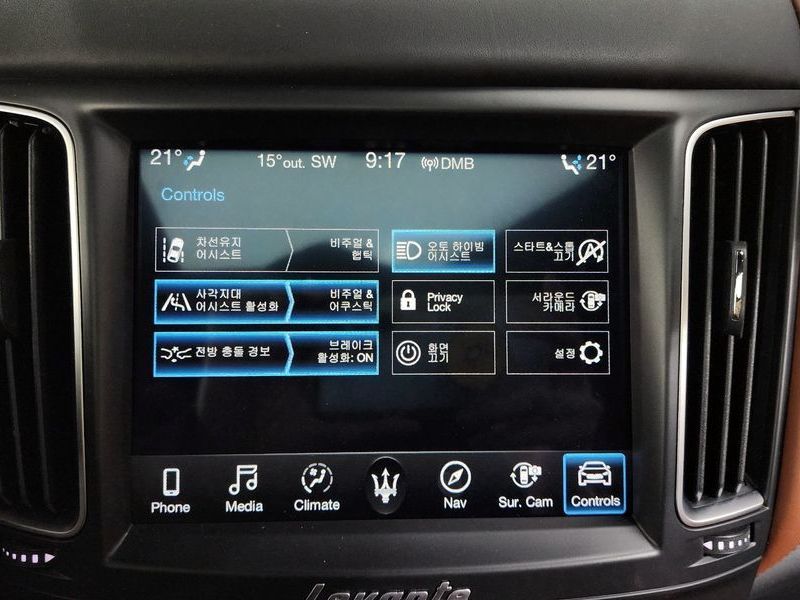 21° 15°out. SW 9:17 DMB 21°
Controls
차선유지
어시스트
비주얼 &
햅틱
오토 하이빔
어시스트
스타트&스톱
끄기
사각지대
어시스트 활성화
비주얼 &
어쿠스틱
Privacy
Lock
서라운드
카메라
전방 충돌 경보
브레이크
활성화: ON
화면
끄기
설정
Phone Media Climate Nav Sur. Cam Controls
Levante